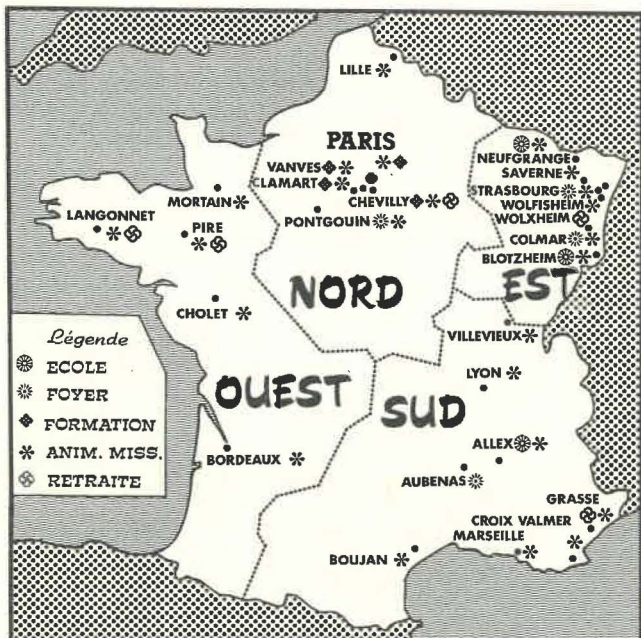 LILLE
PARIS
VANVES
CLAMART
CHEVILLY
PONTGOUIN
NEUFGRANGE
SAVERNE
STRASBOURG
WOLFISHEIM
WOLXHEIM
COLMAR
BLOTZHEIM
MORTAIN
LANGONNET
PIRE
CHOLET
NORD
EST
VILLEVIEUX
Légende
ECOLE
FOYER
FORMATION
ANIM. MISS.
RETRAITE
OUEST
SUD
LYON
BORDEAUX
ALLEX
AUBENAS
GRASSE
CROIX VALMER
MARSEILLE
BOUJAN